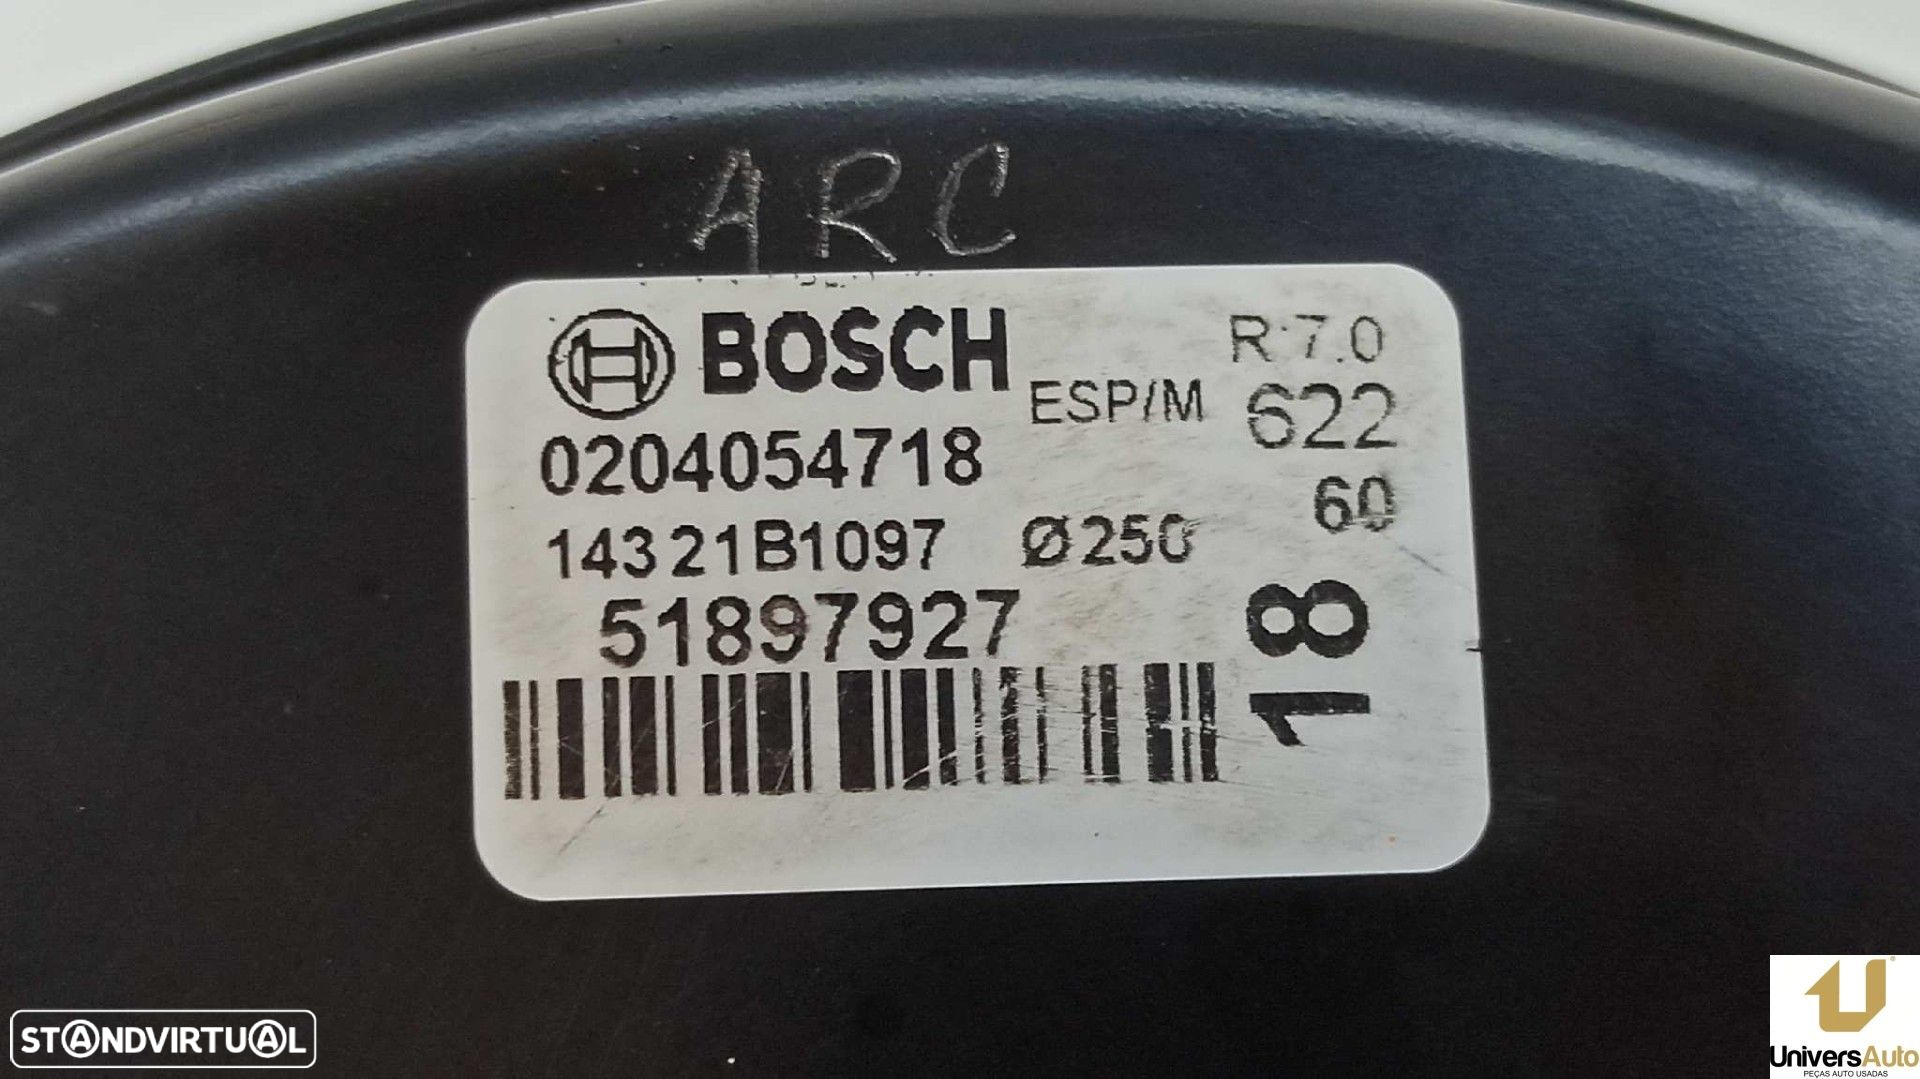 ARC
BOSCH
R 7.0
ESP/M
622
0204054718
60
14321B1097 Ø250
51897927
18
STANDVIRTUAL
UniversAuto
PEÇAS AUTO USADAS